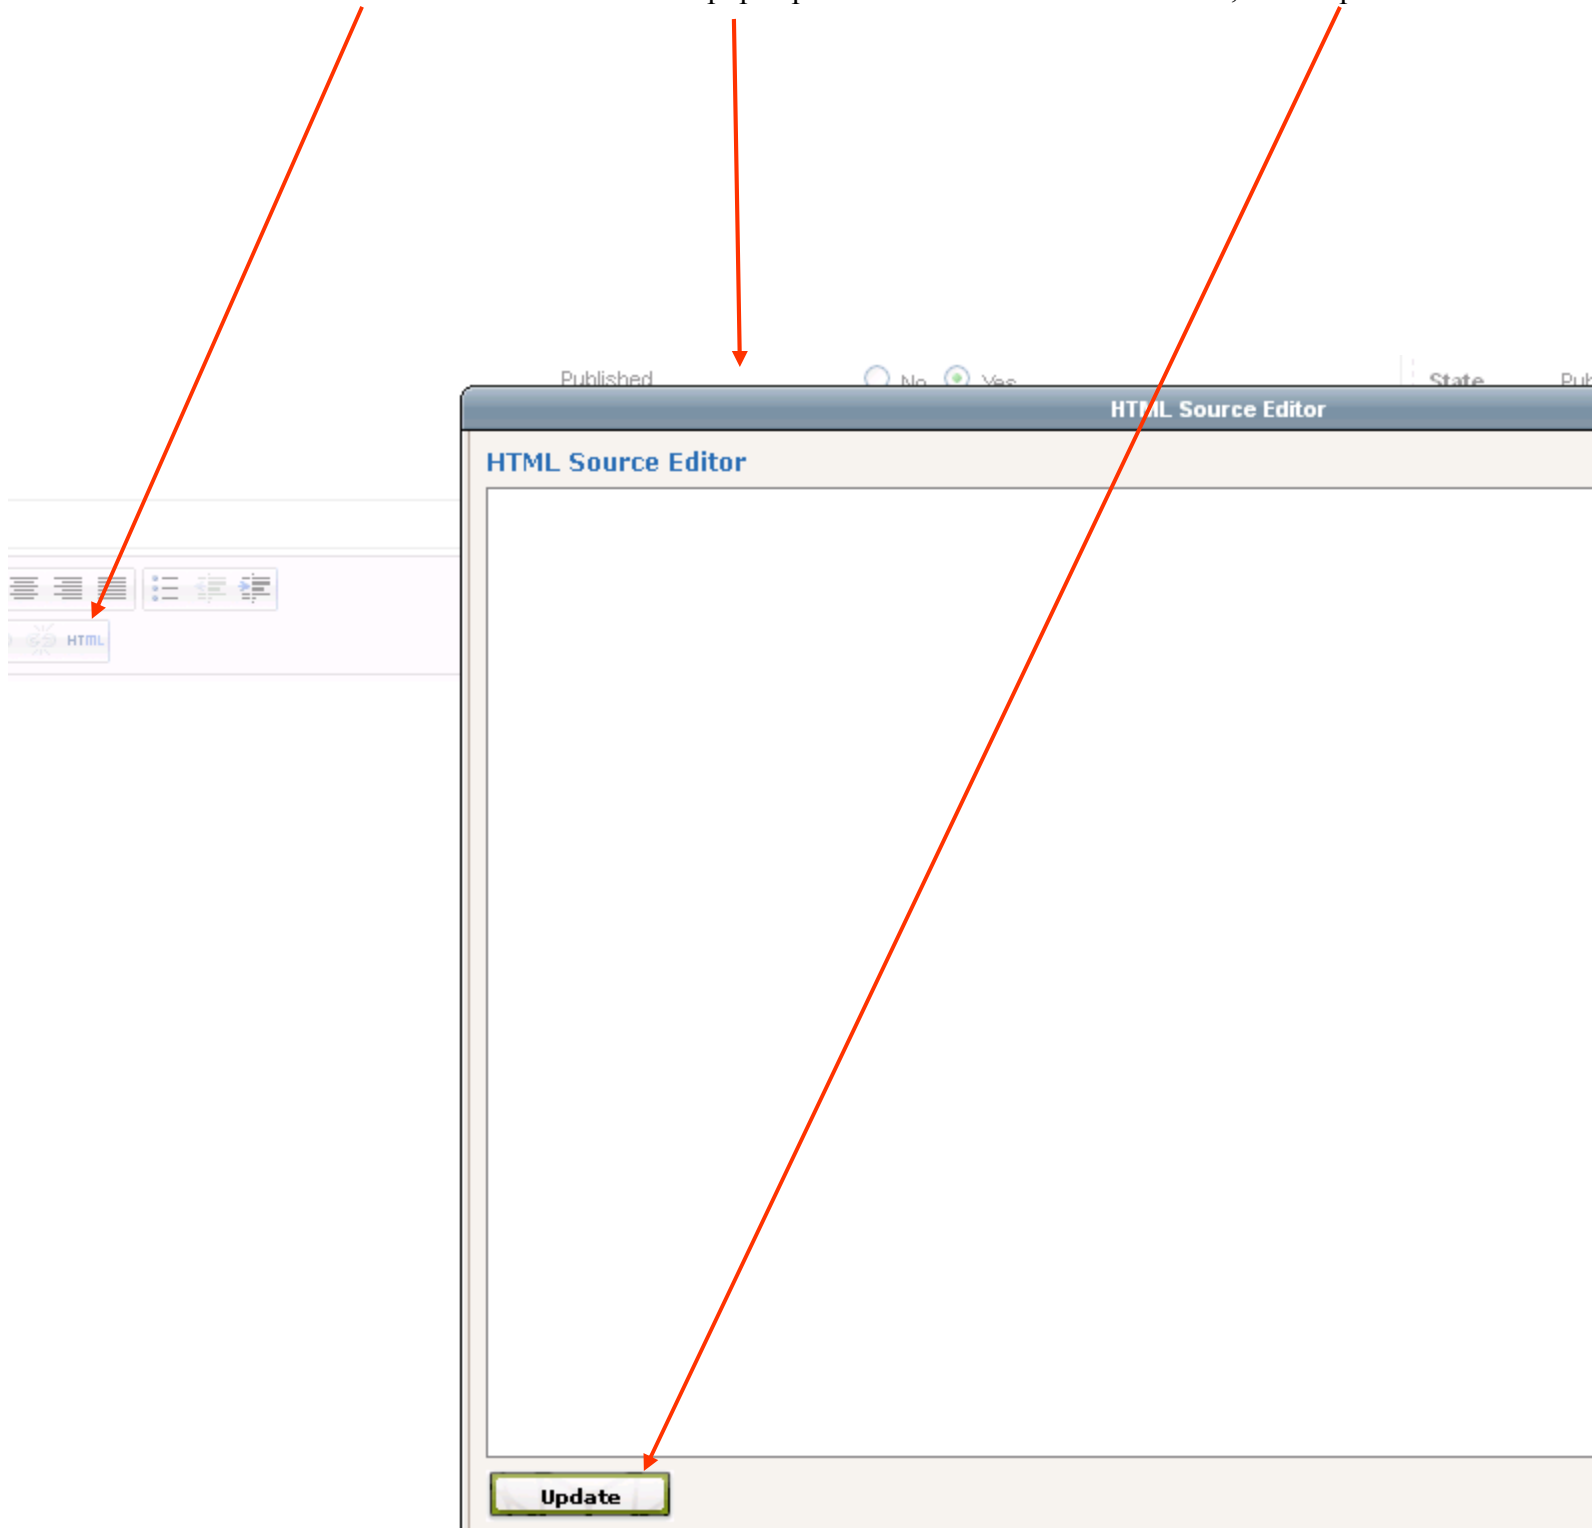 Published No Yes State
HTML Source Editor
HTML Source Editor
HTML
Update